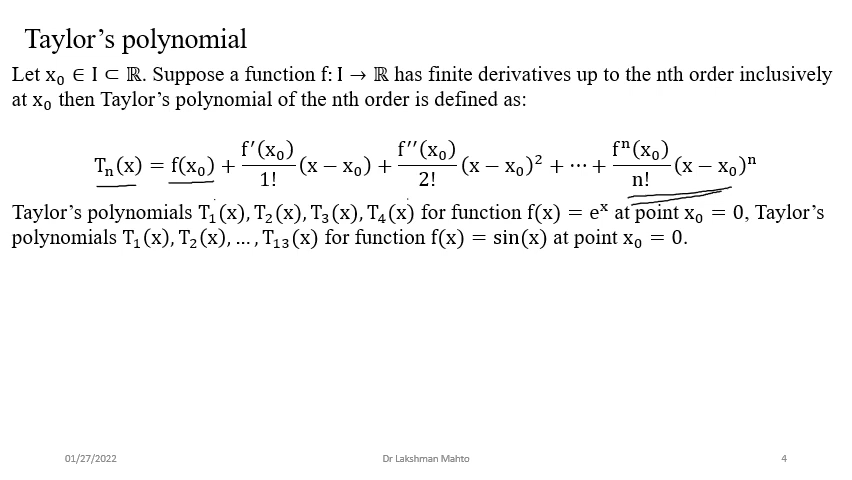 Taylor's polynomial
Let x₀ ∈ I ⊂ ℝ. Suppose a function f: I → ℝ has finite derivatives up to the nth order inclusively
at x₀ then Taylor's polynomial of the nth order is defined as:
Tₙ(x) = f(x₀) + f′(x₀)/1! (x − x₀) + f′′(x₀)/2! (x − x₀)² + ⋯ + fⁿ(x₀)/n! (x − x₀)ⁿ
Taylor's polynomials T₁(x), T₂(x), T₃(x), T₄(x) for function f(x) = eˣ at point x₀ = 0, Taylor's
polynomials T₁(x), T₂(x), … , T₁₃(x) for function f(x) = sin(x) at point x₀ = 0.
01/27/2022 Dr Lakshman Mahto 4